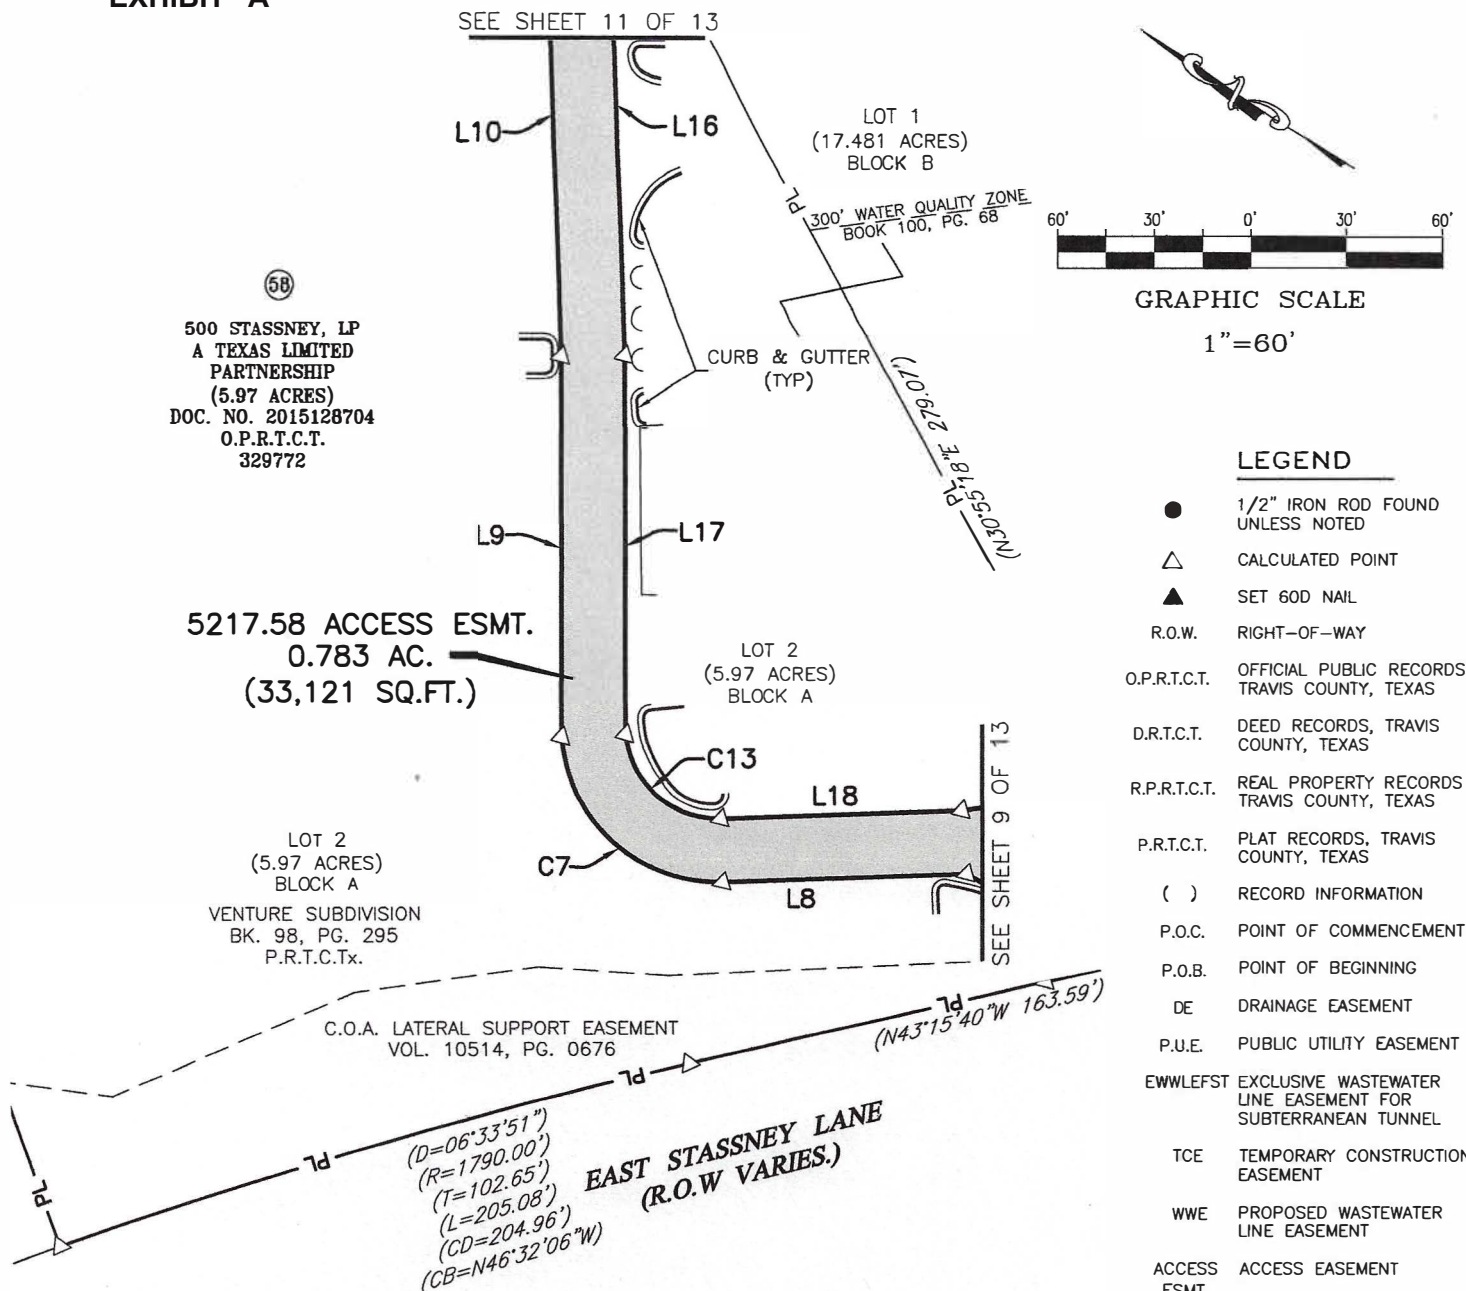 EXHIBIT "A"
SEE SHEET 11 OF 13
L10
L16
LOT 1
(17.481 ACRES)
BLOCK B
PL
300' WATER QUALITY ZONE
BOOK 100, PG. 68
60' 30' 0' 30' 60'
GRAPHIC SCALE
1"=60'
58
500 STASSNEY, LP
A TEXAS LIMITED
PARTNERSHIP
(5.97 ACRES)
DOC. NO. 2015128704
O.P.R.T.C.T.
329772
CURB & GUTTER
(TYP)
(N30°55'18"E 279.07')
PL
L9
L17
5217.58 ACCESS ESMT.
0.783 AC.
(33,121 SQ.FT.)
LOT 2
(5.97 ACRES)
BLOCK A
C13
L18
C7
L8
SEE SHEET 9 OF 13
LOT 2
(5.97 ACRES)
BLOCK A
VENTURE SUBDIVISION
BK. 98, PG. 295
P.R.T.C.Tx.
C.O.A. LATERAL SUPPORT EASEMENT
VOL. 10514, PG. 0676
PL
(N43°15'40"W 163.59')
PL
PL
PL
(D=06°33'51")
(R=1790.00')
(T=102.65')
(L=205.08')
(CD=204.96')
(CB=N46°32'06"W)
EAST STASSNEY LANE
(R.O.W VARIES.)
LEGEND
1/2" IRON ROD FOUND
UNLESS NOTED
CALCULATED POINT
SET 60D NAIL
R.O.W. RIGHT-OF-WAY
O.P.R.T.C.T. OFFICIAL PUBLIC RECORDS
TRAVIS COUNTY, TEXAS
D.R.T.C.T. DEED RECORDS, TRAVIS
COUNTY, TEXAS
R.P.R.T.C.T. REAL PROPERTY RECORDS
TRAVIS COUNTY, TEXAS
P.R.T.C.T. PLAT RECORDS, TRAVIS
COUNTY, TEXAS
( ) RECORD INFORMATION
P.O.C. POINT OF COMMENCEMENT
P.O.B. POINT OF BEGINNING
DE DRAINAGE EASEMENT
P.U.E. PUBLIC UTILITY EASEMENT
EWWLEFST EXCLUSIVE WASTEWATER
LINE EASEMENT FOR
SUBTERRANEAN TUNNEL
TCE TEMPORARY CONSTRUCTION
EASEMENT
WWE PROPOSED WASTEWATER
LINE EASEMENT
ACCESS ACCESS EASEMENT
ESMT.